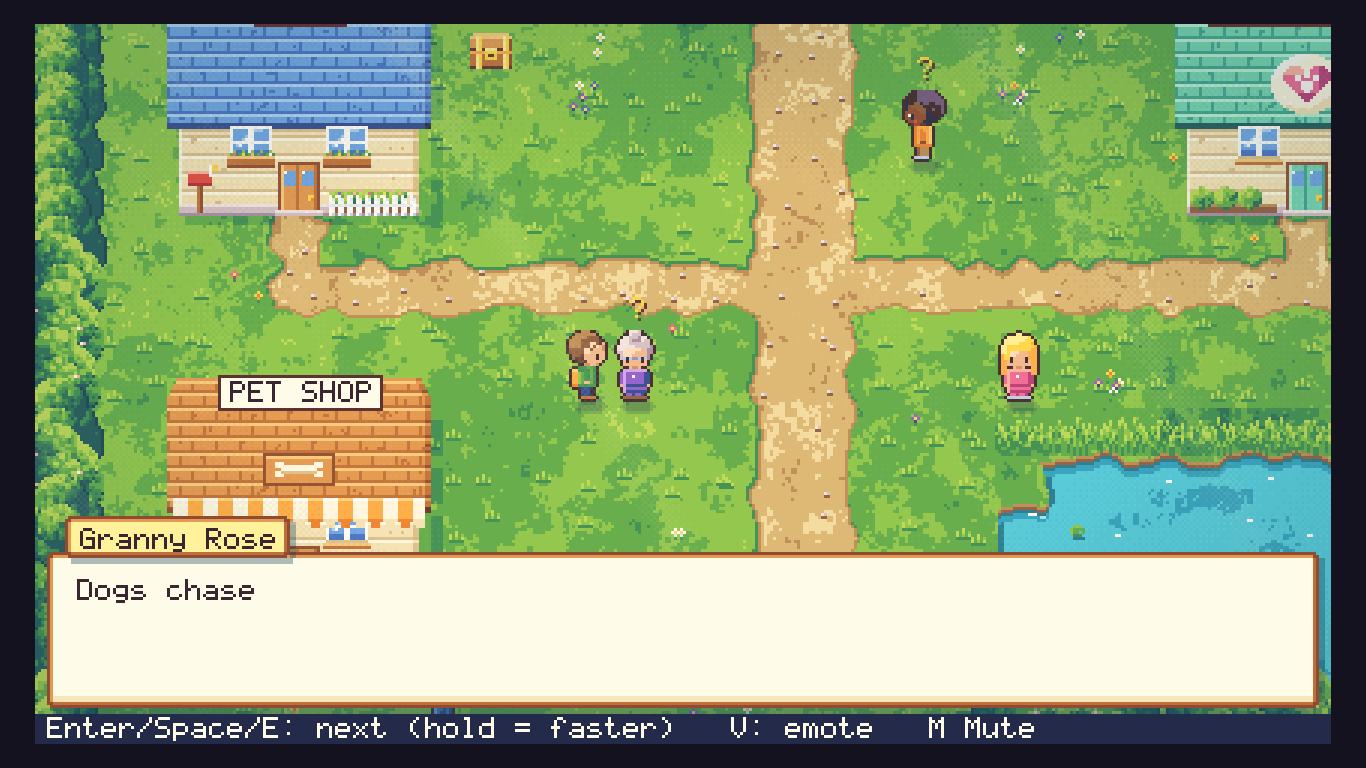 PET SHOP
Granny Rose
Dogs chase
Enter/Space/E: next (hold = faster) V: emote M Mute